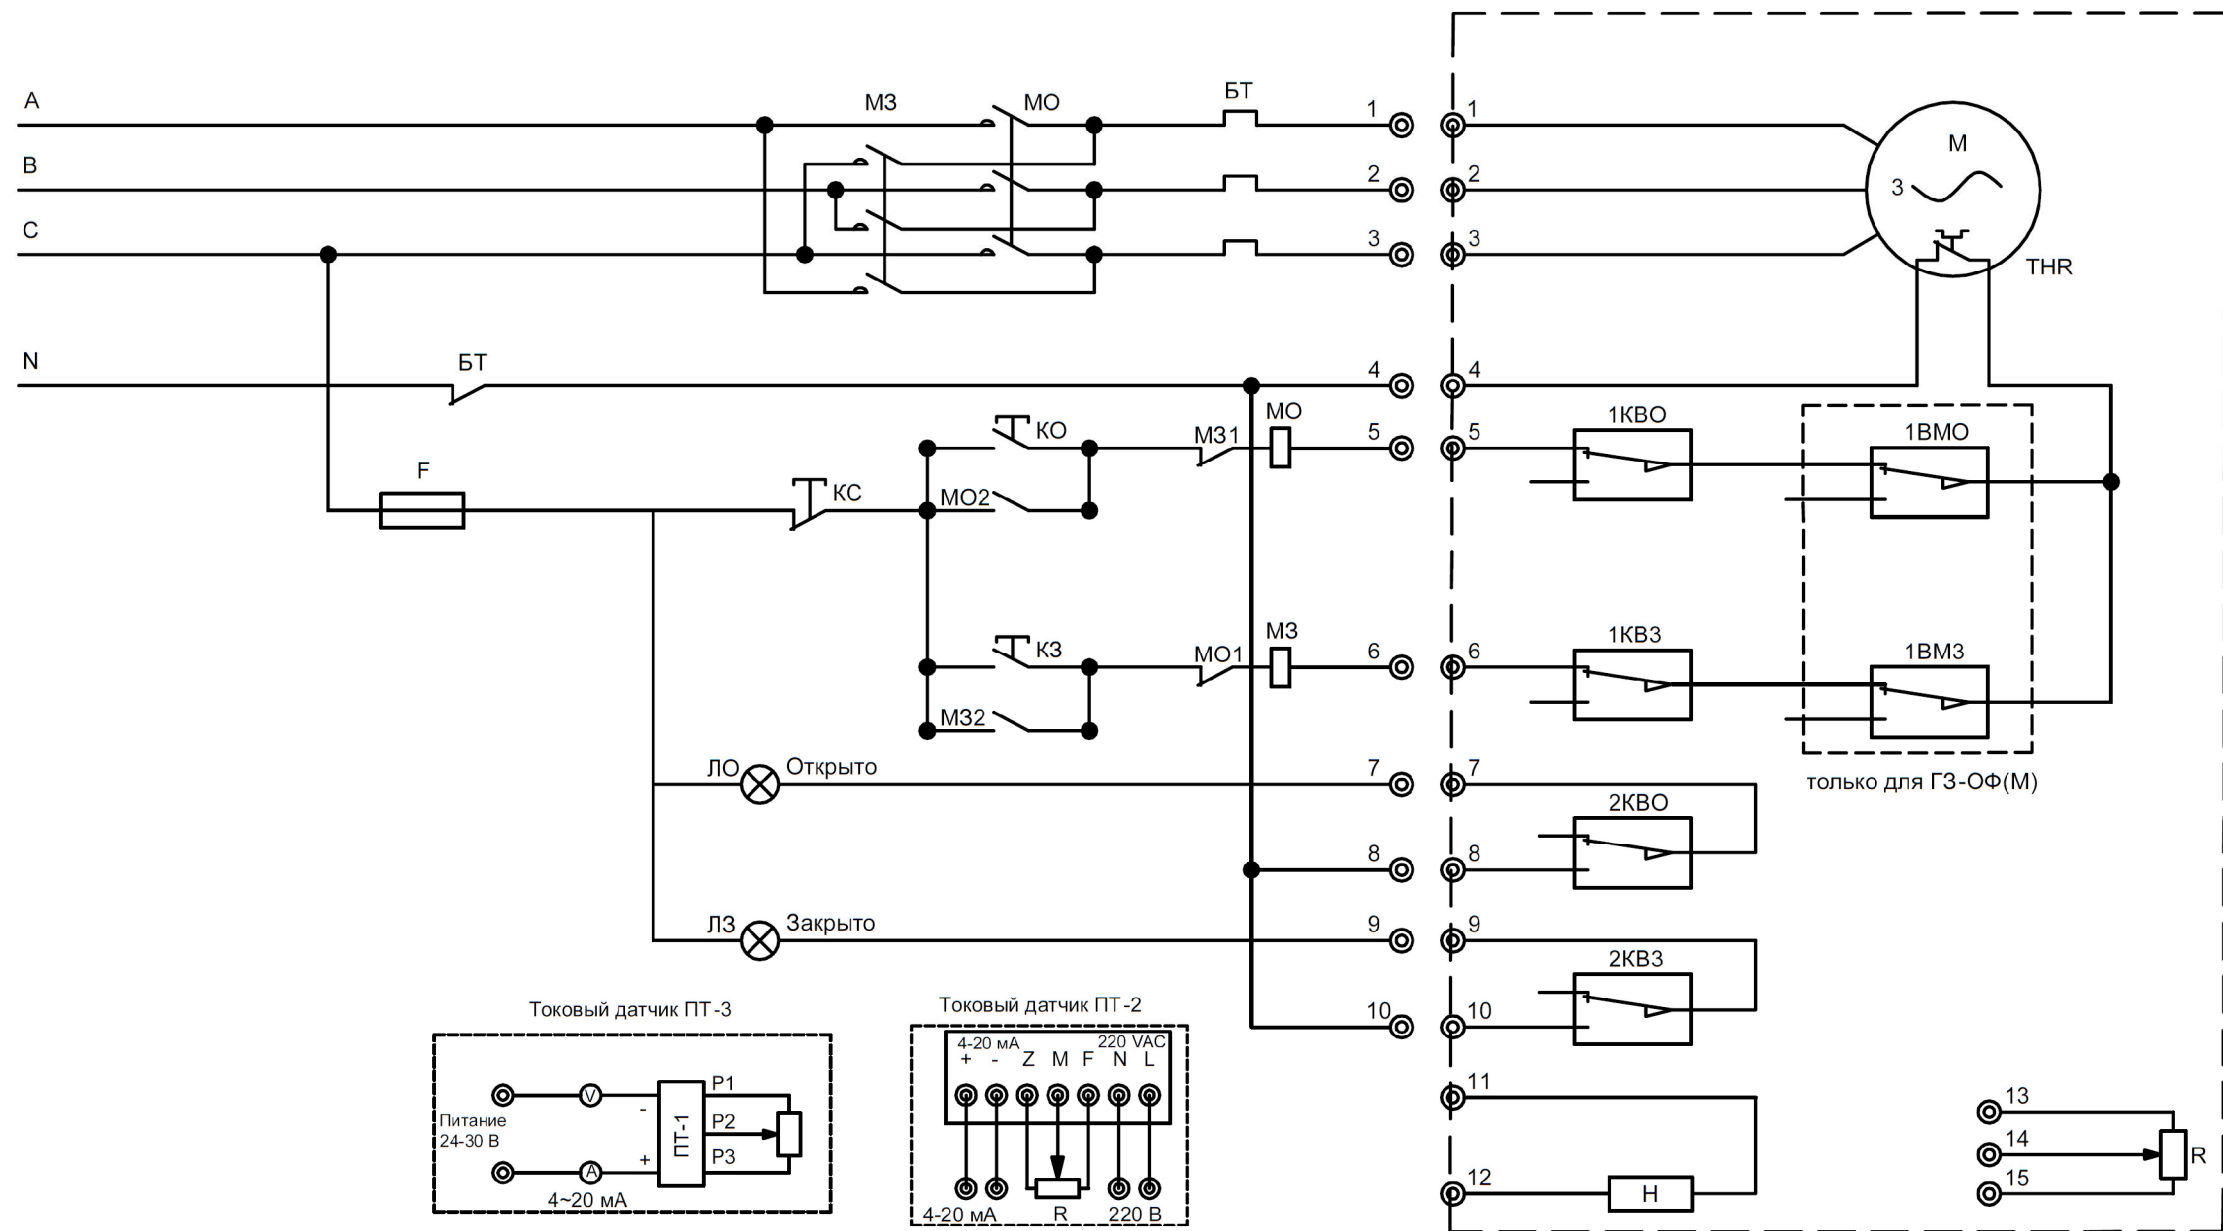 A
МЗ
МО
БТ
1
1
М
B
2
2
3
C
3
3
THR
N
БТ
4
4
КО
МЗ1
МО
5
5
1КВО
1ВМО
F
КС
МО2
КЗ
МО1
МЗ
6
6
1КВЗ
1ВМЗ
МЗ2
ЛО
Открыто
7
7
только для ГЗ-ОФ(М)
2КВО
8
8
ЛЗ
Закрыто
9
9
2КВЗ
10
10
Токовый датчик ПТ-3
Питание
24-30 В
V
-
A
+
4~20 мА
ПТ-1
P1
P2
P3
Токовый датчик ПТ-2
4-20 мА
220 VAC
+ - Z M F N L
4-20 мА
R
220 В
11
12
Н
13
14
15
R